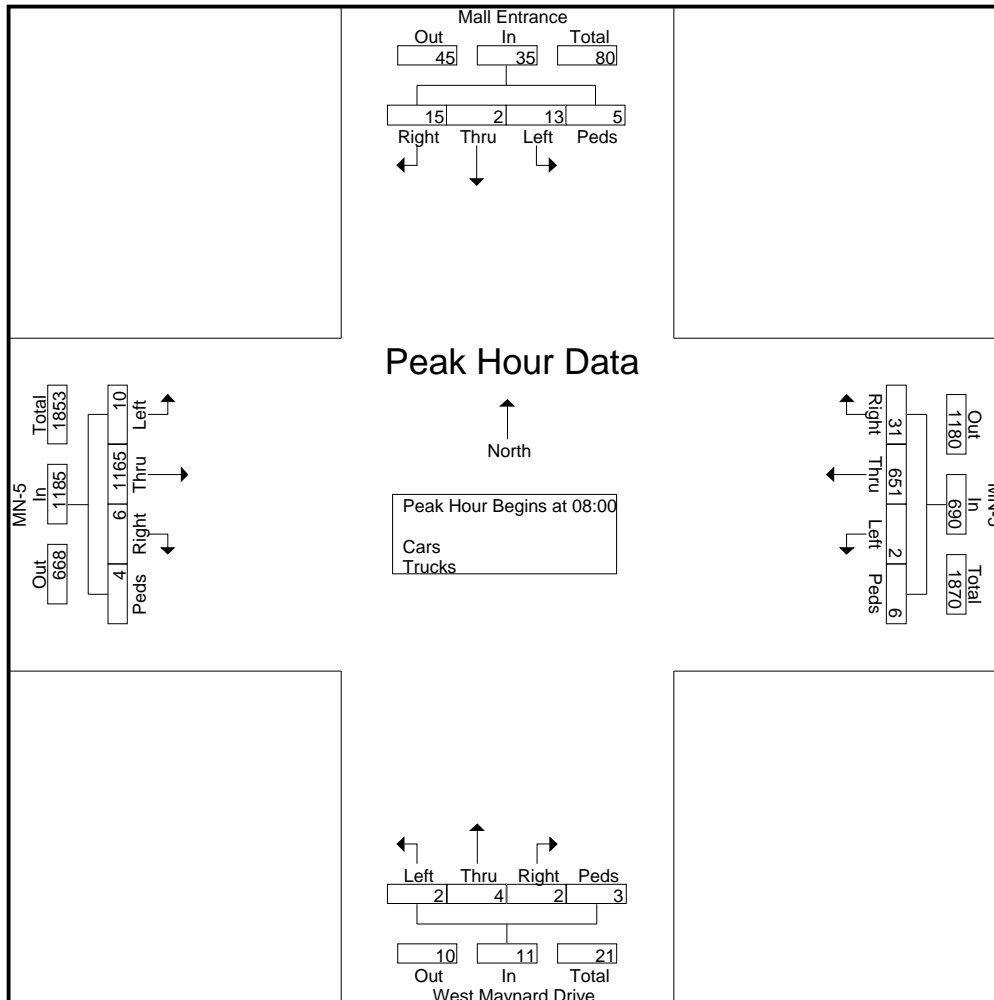 Mall Entrance
Out In Total
45 35 80
15 2 13 5
Right Thru Left Peds
Peak Hour Data
North
Peak Hour Begins at 08:00
Cars
Trucks
MN-5
Total In Out
1853 1185 668
10 1165 6 4
Left Thru Right Peds
Right Thru Left Peds
31 651 2 6
Out In Total
1180 690 1870
MN-5
Left Thru Right Peds
2 4 2 3
10 11 21
Out In Total
West Maynard Drive